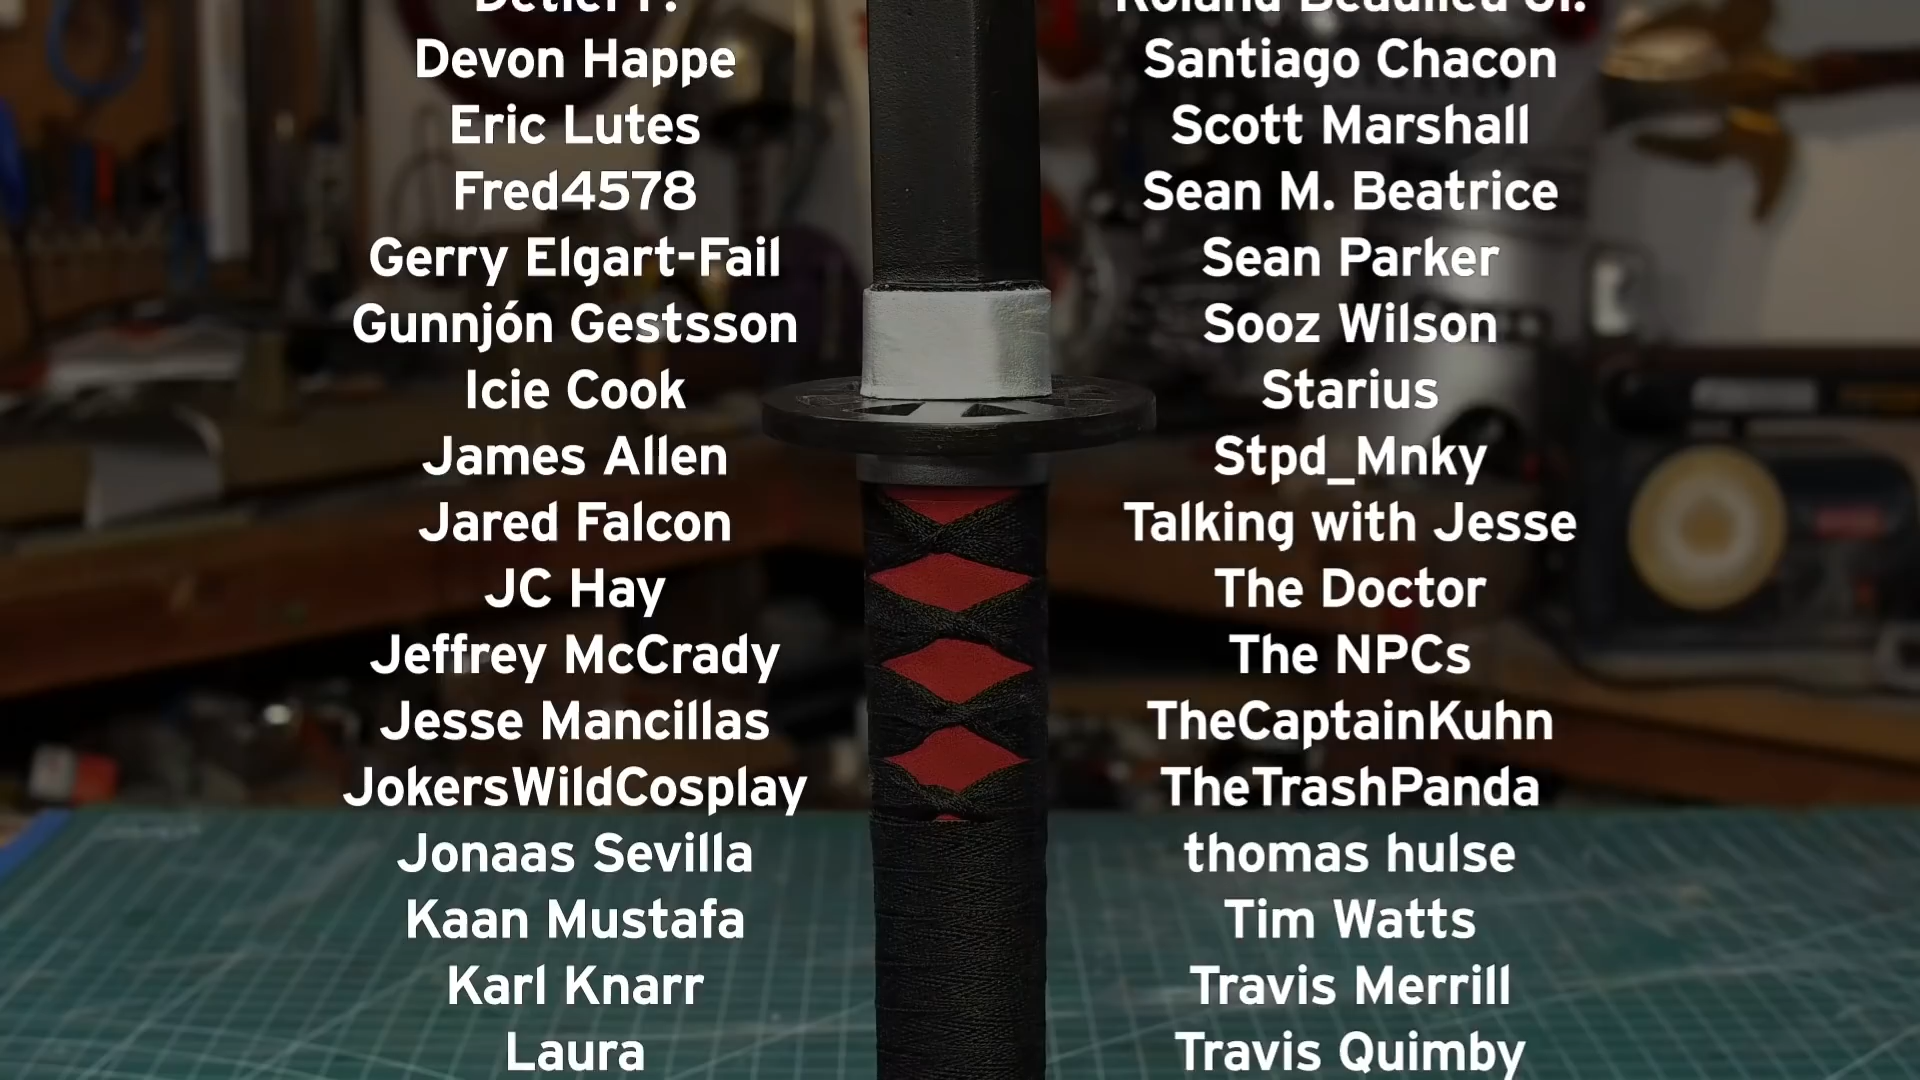 Devon Happe
Eric Lutes
Fred4578
Gerry Elgart-Fail
Gunnjón Gestsson
Icie Cook
James Allen
Jared Falcon
JC Hay
Jeffrey McCrady
Jesse Mancillas
JokersWildCosplay
Jonaas Sevilla
Kaan Mustafa
Karl Knarr
Laura
Roland Beaulieu Sr.
Santiago Chacon
Scott Marshall
Sean M. Beatrice
Sean Parker
Sooz Wilson
Starius
Stpd_Mnky
Talking with Jesse
The Doctor
The NPCs
TheCaptainKuhn
TheTrashPanda
thomas hulse
Tim Watts
Travis Merrill
Travis Quimby